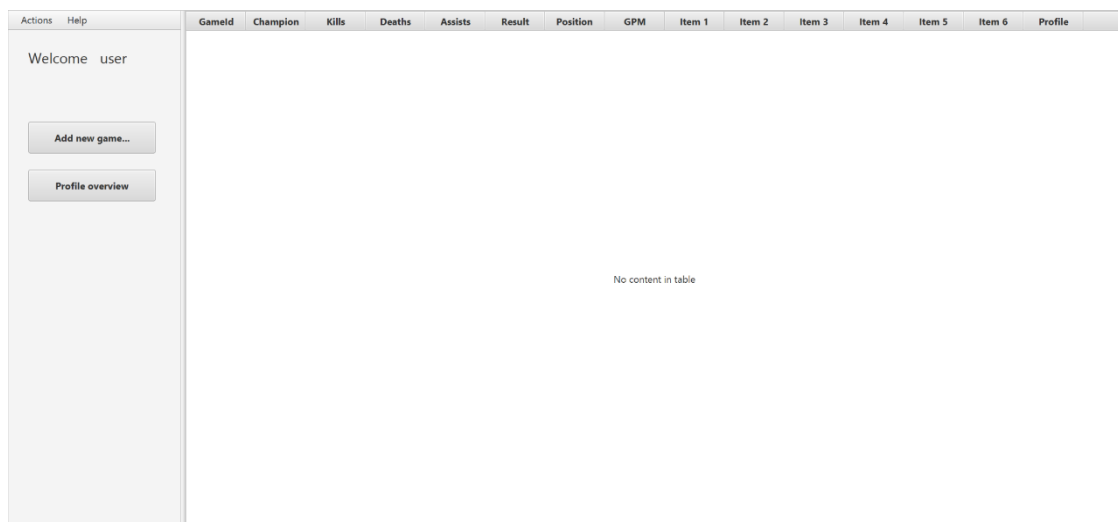 Actions Help
GameId Champion Kills Deaths Assists Result Position GPM Item 1 Item 2 Item 3 Item 4 Item 5 Item 6 Profile
Welcome user
Add new game...
Profile overview
No content in table